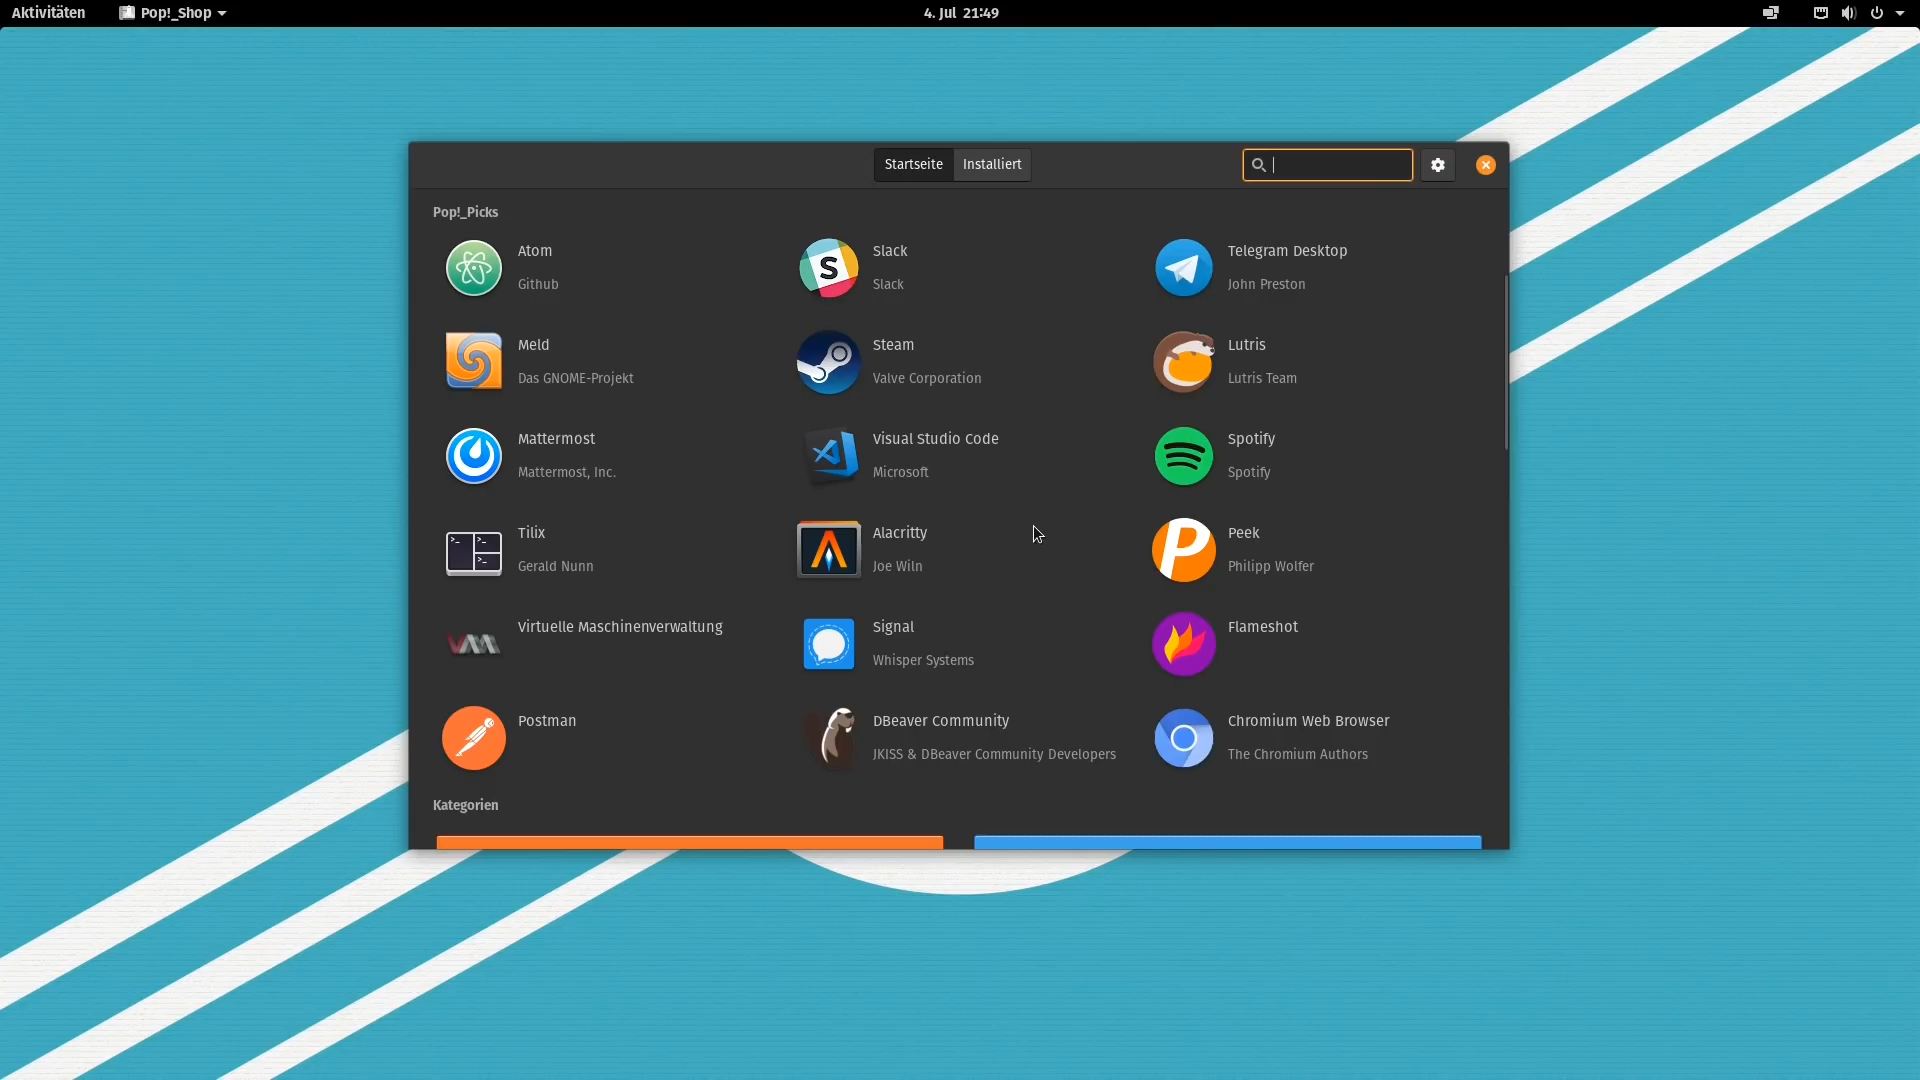 Aktivitäten Pop!_Shop 4. Jul 21:49
Startseite Installiert
Pop!_Picks
Atom
Github
Slack
Slack
Telegram Desktop
John Preston
Meld
Das GNOME-Projekt
Steam
Valve Corporation
Lutris
Lutris Team
Mattermost
Mattermost, Inc.
Visual Studio Code
Microsoft
Spotify
Spotify
Tilix
Gerald Nunn
Alacritty
Joe Wiln
Peek
Philipp Wolfer
Virtuelle Maschinenverwaltung
Signal
Whisper Systems
Flameshot
Postman
DBeaver Community
JKISS & DBeaver Community Developers
Chromium Web Browser
The Chromium Authors
Kategorien